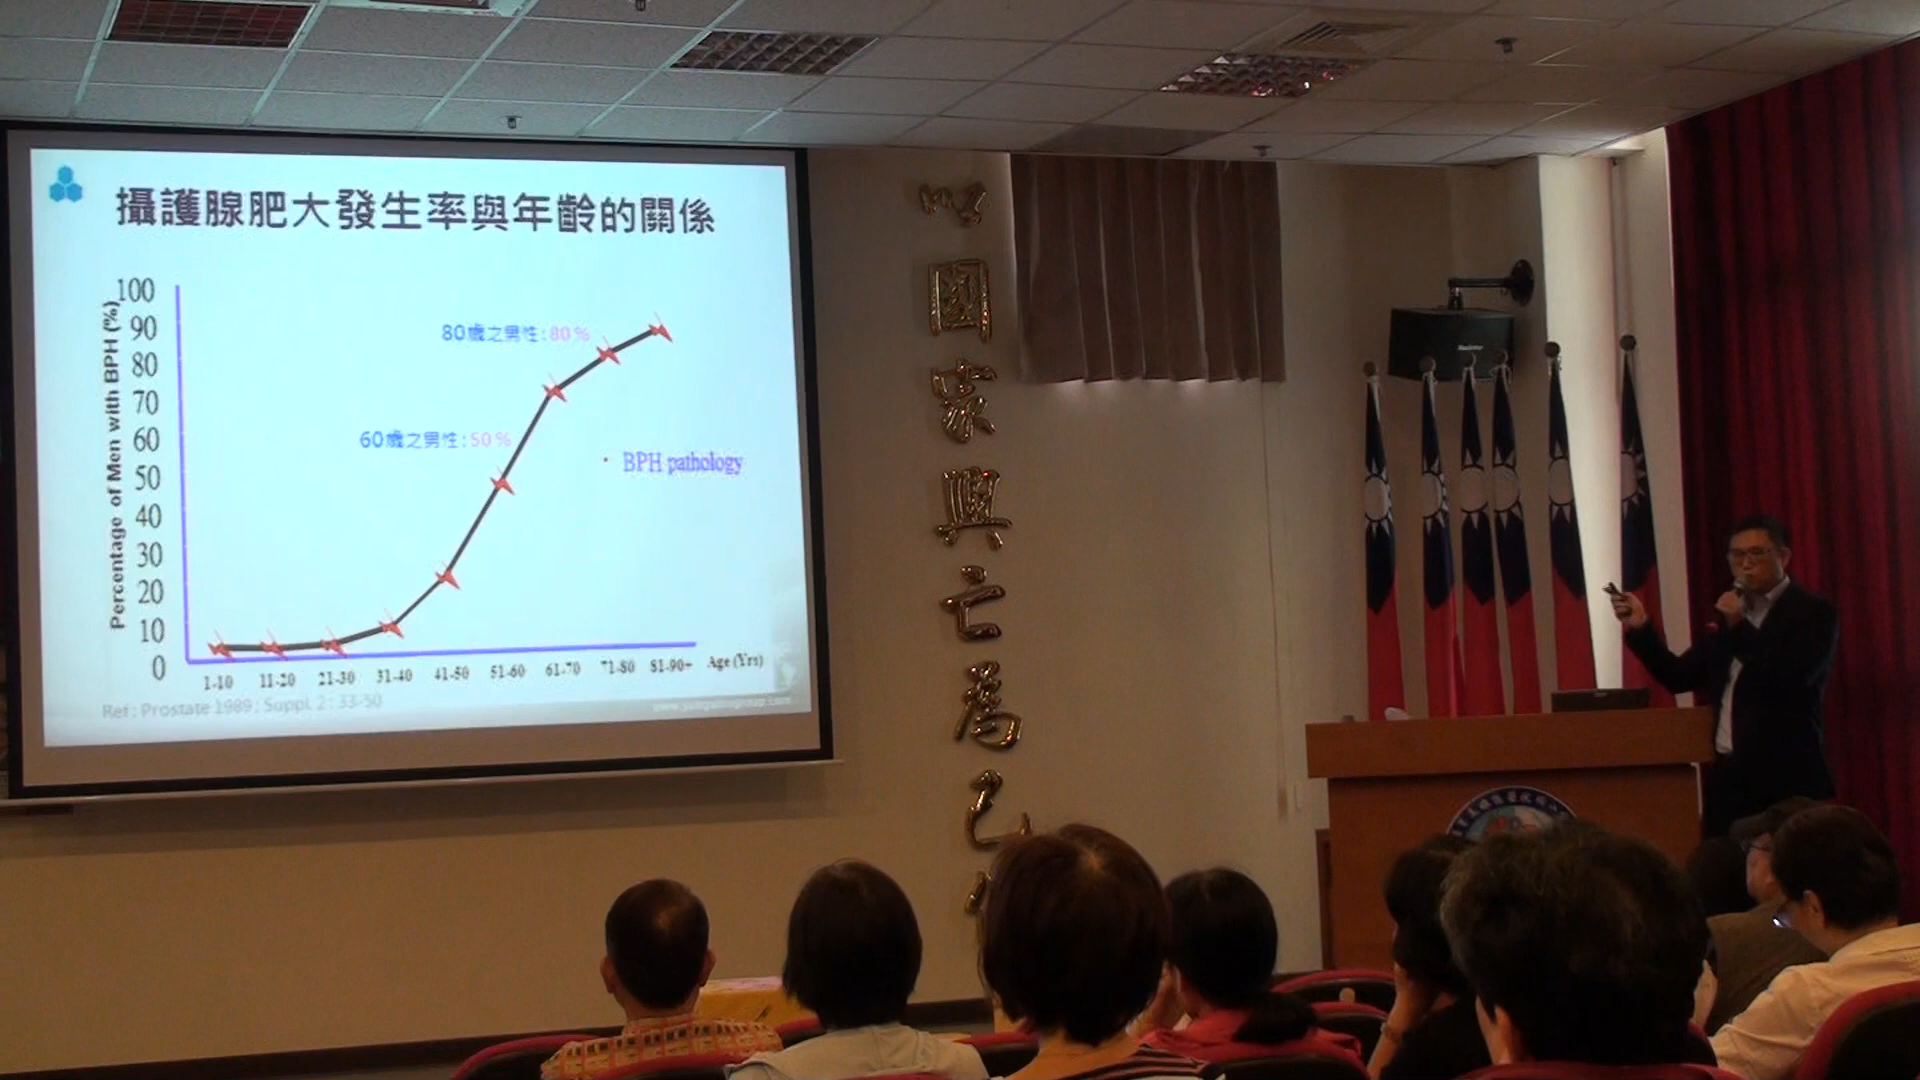 攝護腺肥大發生率與年齡的關係
Percentage of Men with BPH (%)
100
90
80
70
60
50
40
30
20
10
0
80歲之男性:80%
60歲之男性:50%
BPH pathology
1-10 11-20 21-30 31-40 41-50 51-60 61-70 71-80 81-90+ Age (Yrs)
Ref : Prostate 1989 ; Suppl. 2 : 33-50
以國家興亡為己